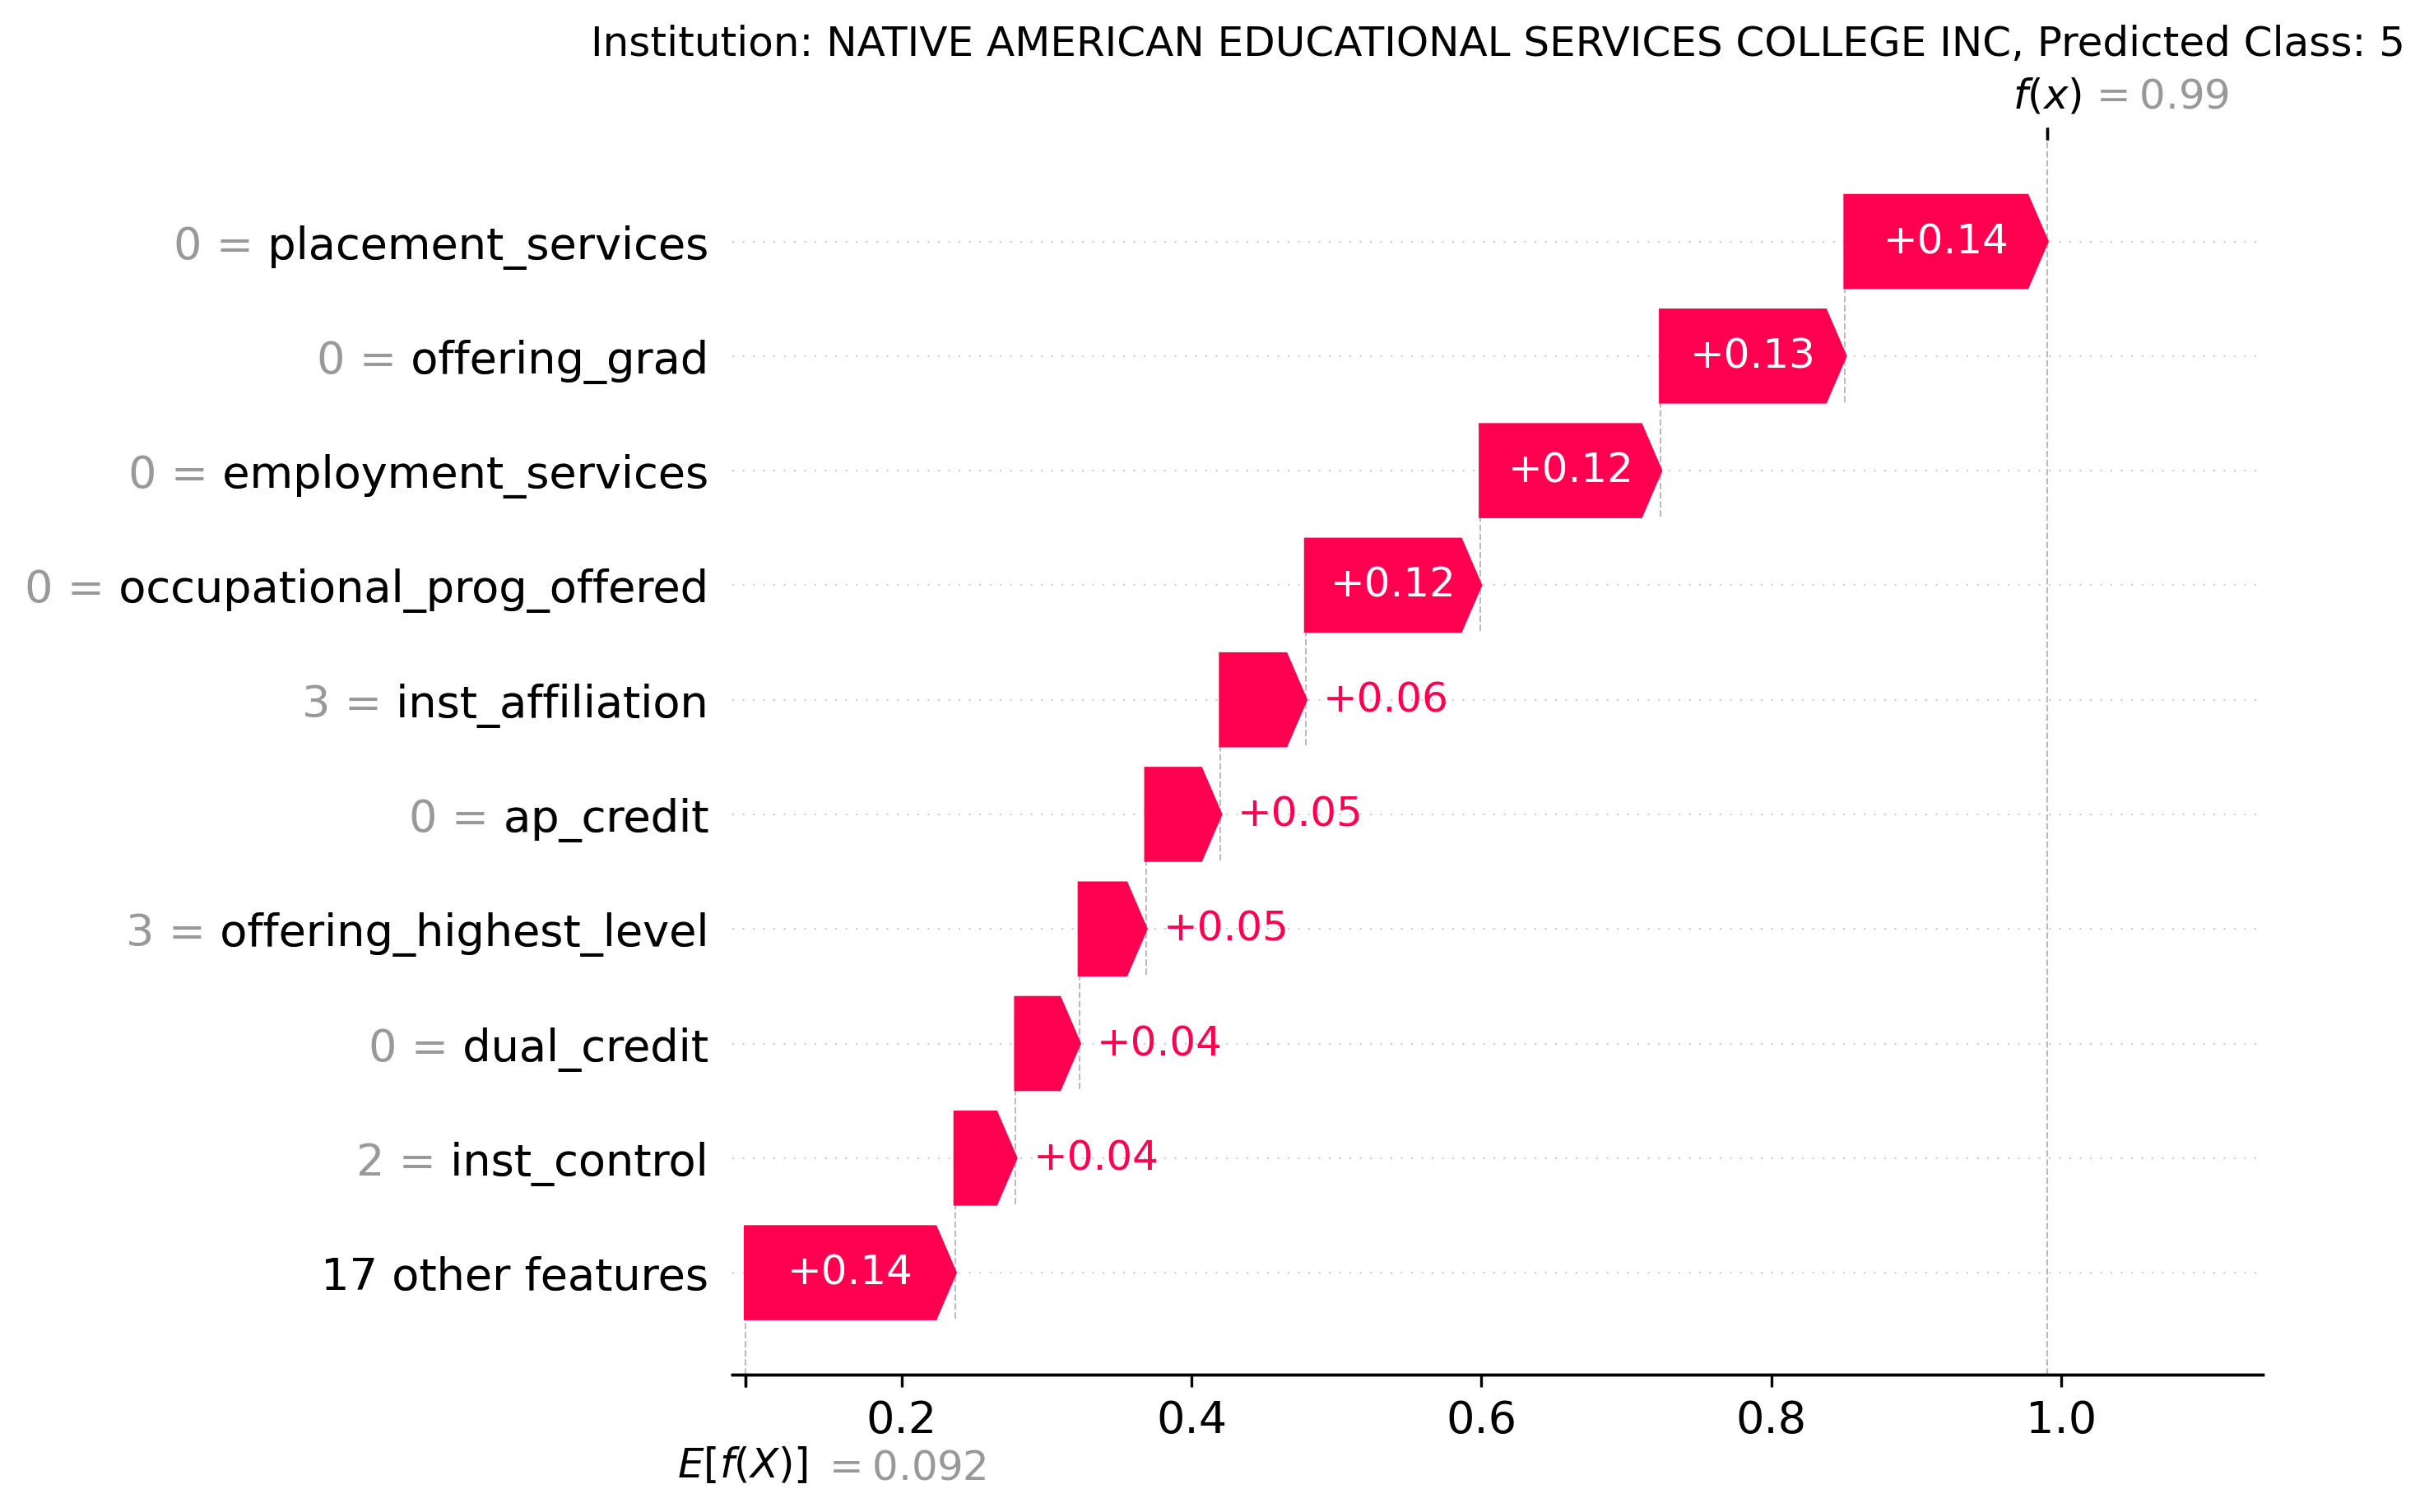 Institution: NATIVE AMERICAN EDUCATIONAL SERVICES COLLEGE INC, Predicted Class: 5
f(x) = 0.99
0 = placement_services +0.14
0 = offering_grad +0.13
0 = employment_services +0.12
0 = occupational_prog_offered +0.12
3 = inst_affiliation +0.06
0 = ap_credit +0.05
3 = offering_highest_level +0.05
0 = dual_credit +0.04
2 = inst_control +0.04
17 other features +0.14
0.2 0.4 0.6 0.8 1.0
E[f(X)] = 0.092